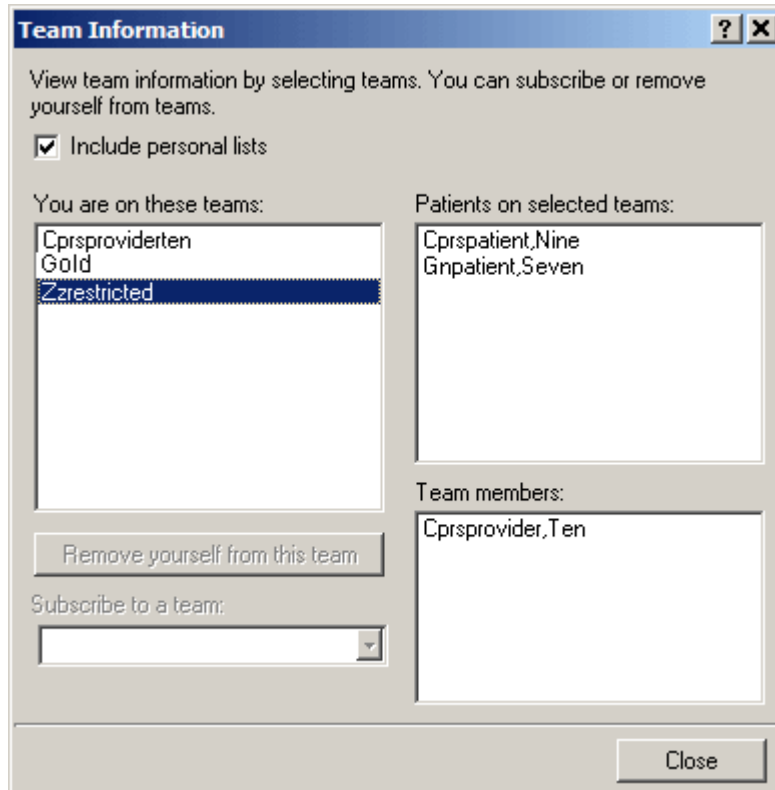 Team Information
View team information by selecting teams. You can subscribe or remove
yourself from teams.
Include personal lists
You are on these teams:
Cprsproviderten
Gold
Zzrestricted
Remove yourself from this team
Subscribe to a team:
Patients on selected teams:
Cprspatient,Nine
Gnpatient,Seven
Team members:
Cprsprovider,Ten
Close